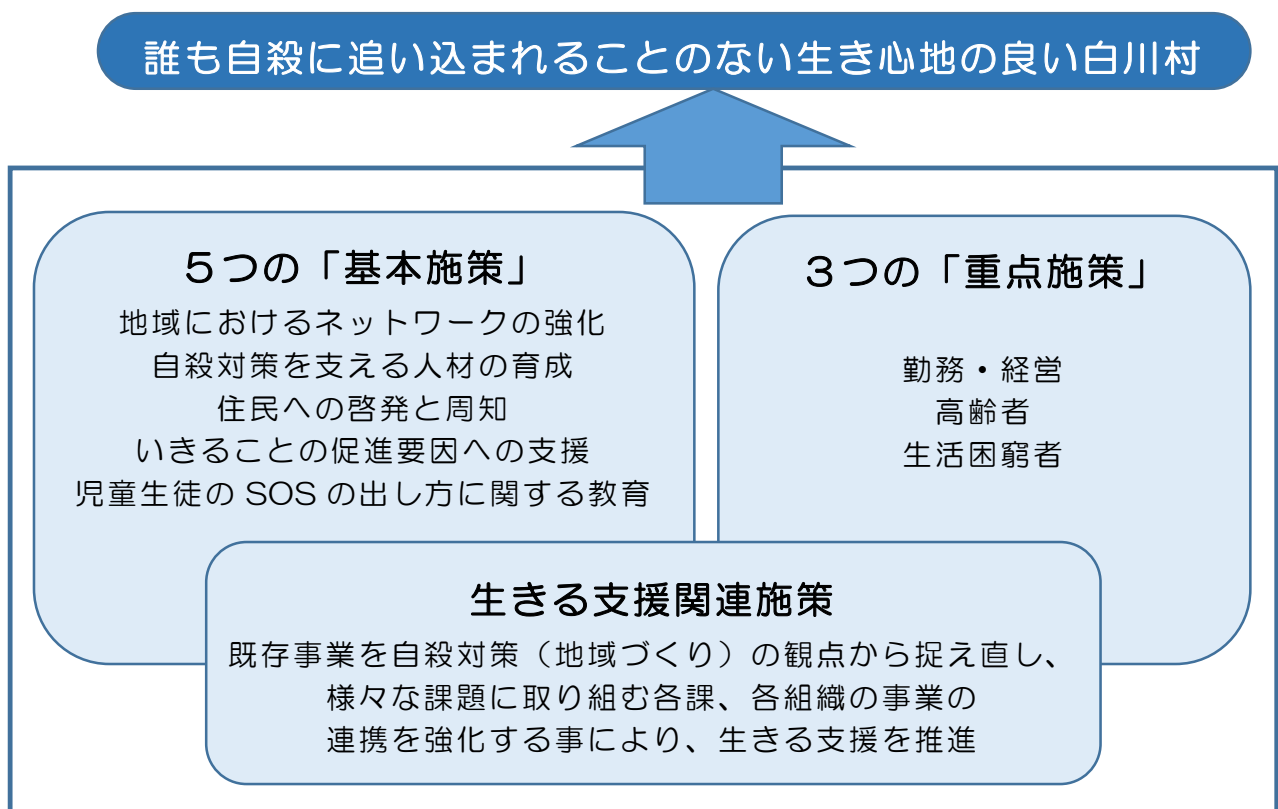 誰も自殺に追い込まれることのない生き心地の良い白川村
５つの「基本施策」
地域におけるネットワークの強化
自殺対策を支える人材の育成
住民への啓発と周知
いきることの促進要因への支援
児童生徒の SOS の出し方に関する教育
３つの「重点施策」
勤務・経営
高齢者
生活困窮者
生きる支援関連施策
既存事業を自殺対策（地域づくり）の観点から捉え直し、
様々な課題に取り組む各課、各組織の事業の
連携を強化する事により、生きる支援を推進